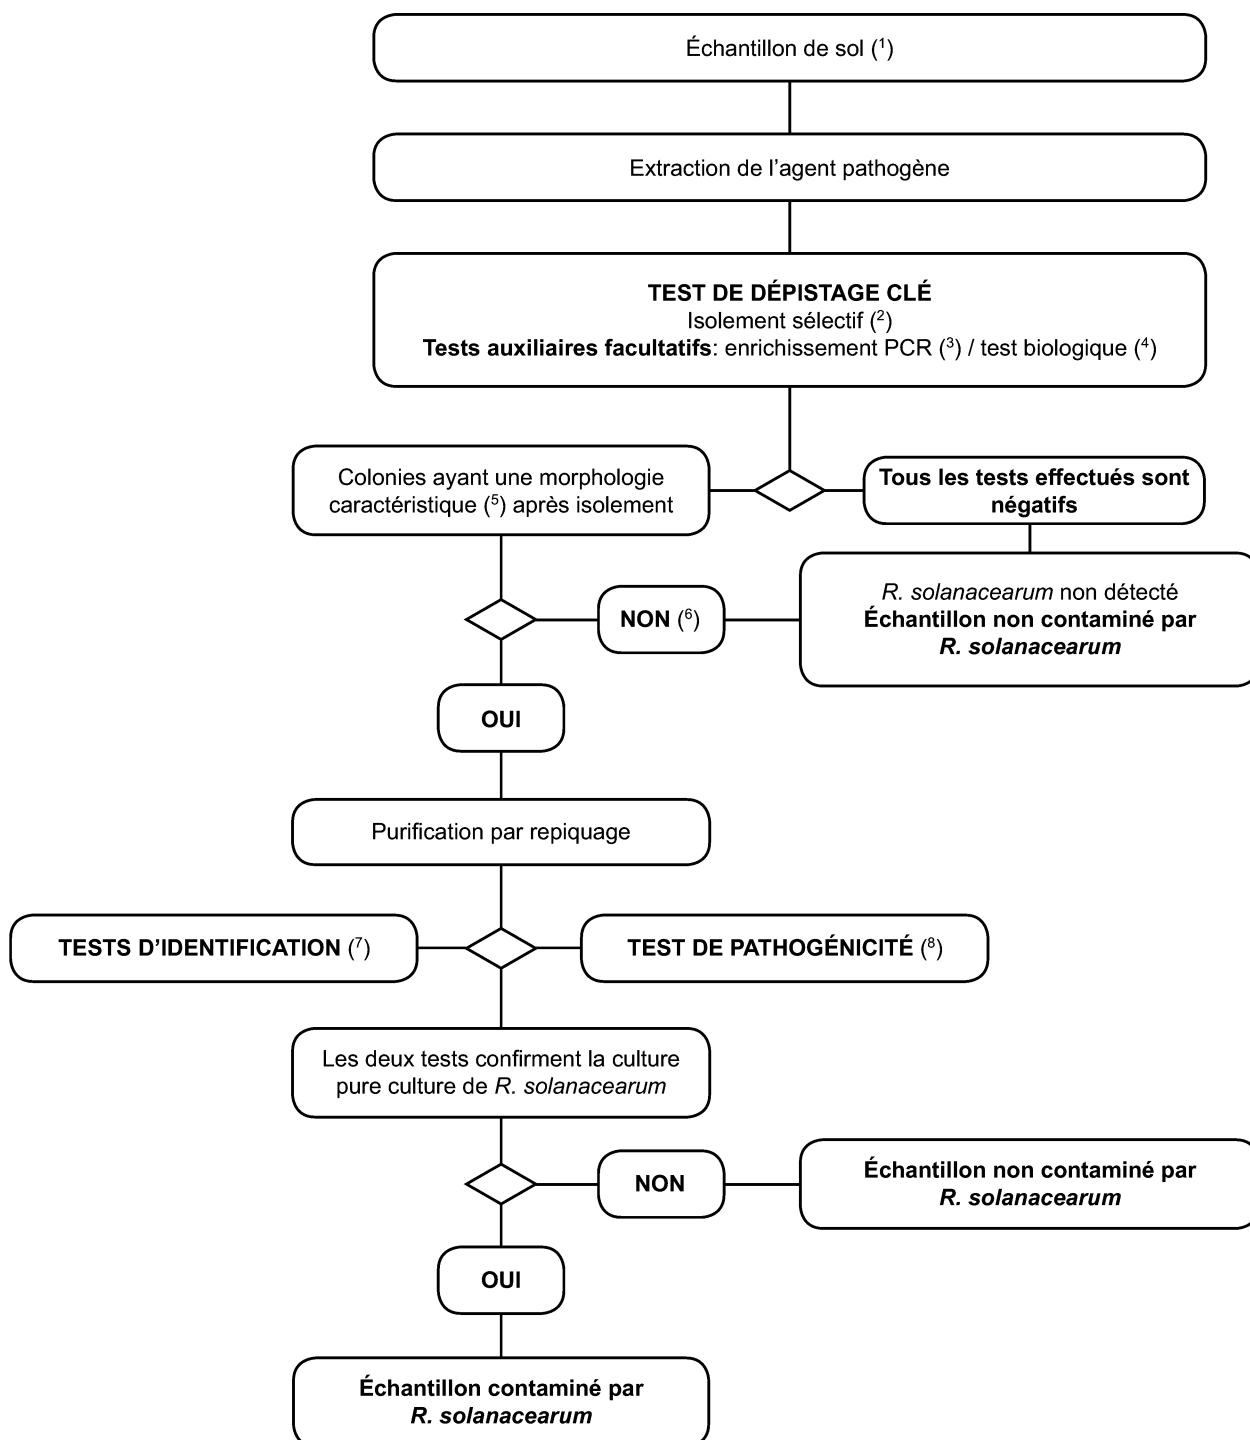 Échantillon de sol (¹)
Extraction de l’agent pathogène
TEST DE DÉPISTAGE CLÉ
Isolement sélectif (²)
Tests auxiliaires facultatifs: enrichissement PCR (³) / test biologique (⁴)
Colonies ayant une morphologie
caractéristique (⁵) après isolement
Tous les tests effectués sont
négatifs
NON (⁶)
R. solanacearum non détecté
Échantillon non contaminé par
R. solanacearum
OUI
Purification par repiquage
TESTS D’IDENTIFICATION (⁷)
TEST DE PATHOGÉNICITÉ (⁸)
Les deux tests confirment la culture
pure culture de R. solanacearum
NON
Échantillon non contaminé par
R. solanacearum
OUI
Échantillon contaminé par
R. solanacearum